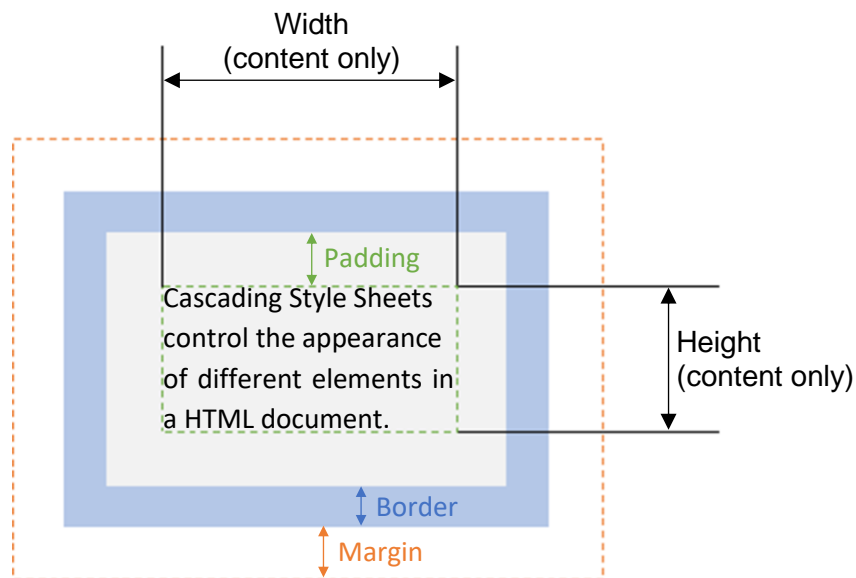 Width
(content only)
Padding
Cascading Style Sheets
control the appearance
of different elements in
a HTML document.
Height
(content only)
Border
Margin